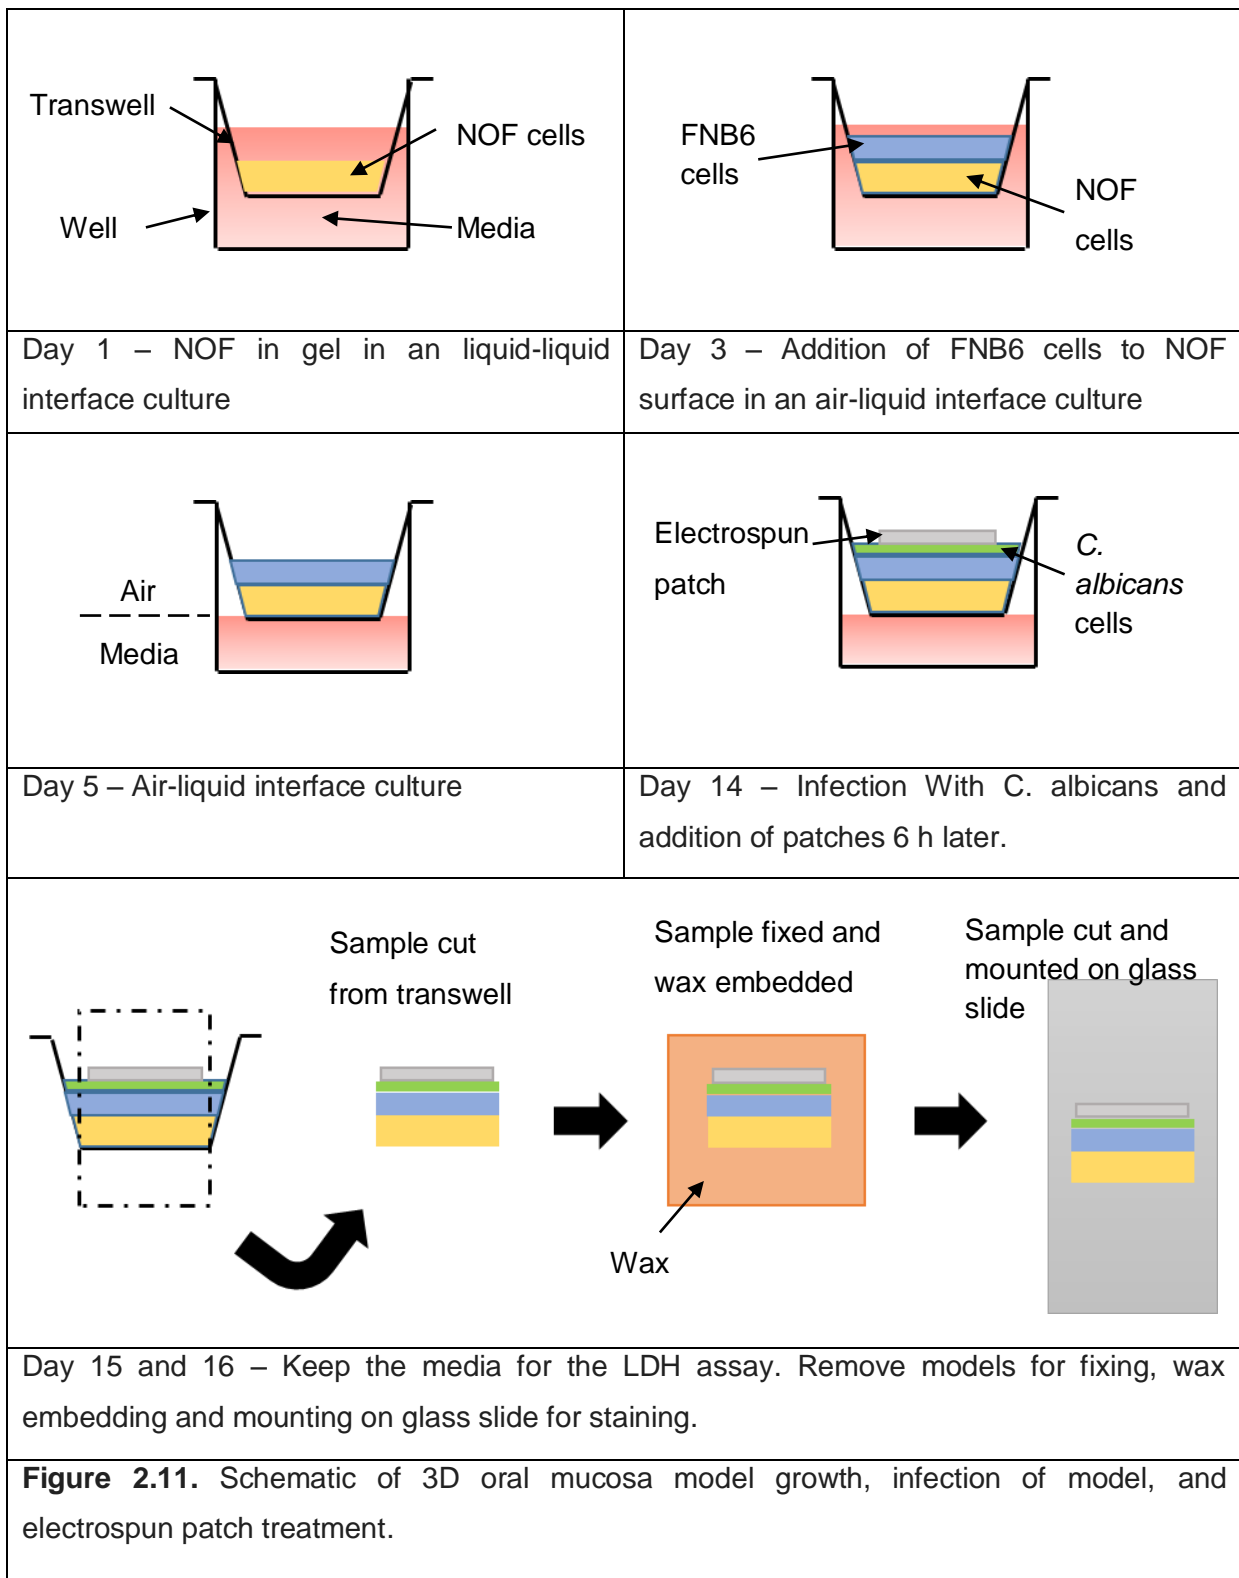 Transwell
NOF cells
Well
Media
FNB6
cells
NOF
cells
Day 1 – NOF in gel in an liquid-liquid
interface culture
Day 3 – Addition of FNB6 cells to NOF
surface in an air-liquid interface culture
Air
Media
Electrospun
patch
C.
albicans
cells
Day 5 – Air-liquid interface culture
Day 14 – Infection With C. albicans and
addition of patches 6 h later.
Sample cut
from transwell
Sample fixed and
wax embedded
Sample cut and
mounted on glass
slide
Wax
Day 15 and 16 – Keep the media for the LDH assay. Remove models for fixing, wax
embedding and mounting on glass slide for staining.
Figure 2.11. Schematic of 3D oral mucosa model growth, infection of model, and
electrospun patch treatment.